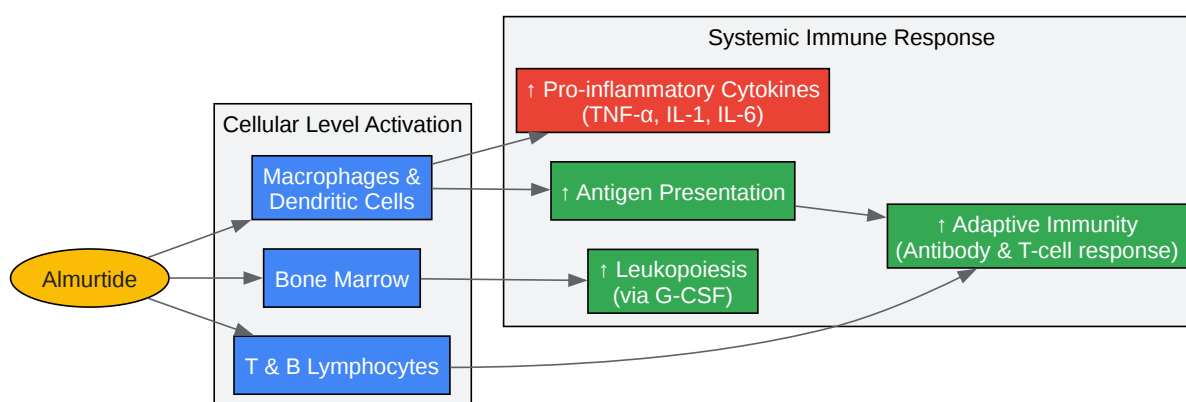 Systemic Immune Response
↑ Pro-inflammatory Cytokines
(TNF-α, IL-1, IL-6)
Cellular Level Activation
Macrophages &
Dendritic Cells
↑ Antigen Presentation
↑ Adaptive Immunity
(Antibody & T-cell response)
Almurtide
Bone Marrow
↑ Leukopoiesis
(via G-CSF)
T & B Lymphocytes